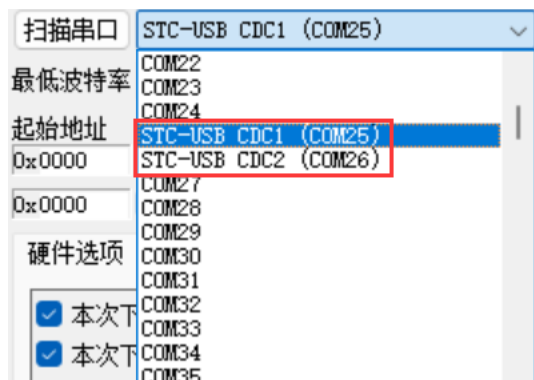 扫描串口 STC-USB CDC1 (COM25)
COM22
最低波特率 COM23
COM24
起始地址 STC-USB CDC1 (COM25)
0x0000 STC-USB CDC2 (COM26)
COM27
0x0000 COM28
COM29
硬件选项 COM30
COM31
本次下 COM32
COM33
本次下 COM34
COM35